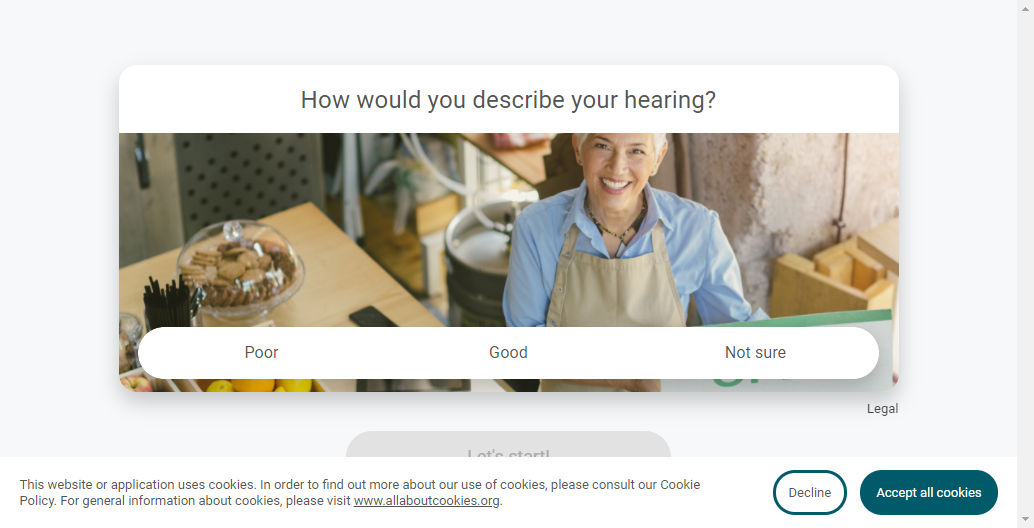 How would you describe your hearing?
Poor
Good
Not sure
Legal
Let's start!
This website or application uses cookies. In order to find out more about our use of cookies, please consult our Cookie
Policy. For general information about cookies, please visit www.allaboutcookies.org.
Decline
Accept all cookies